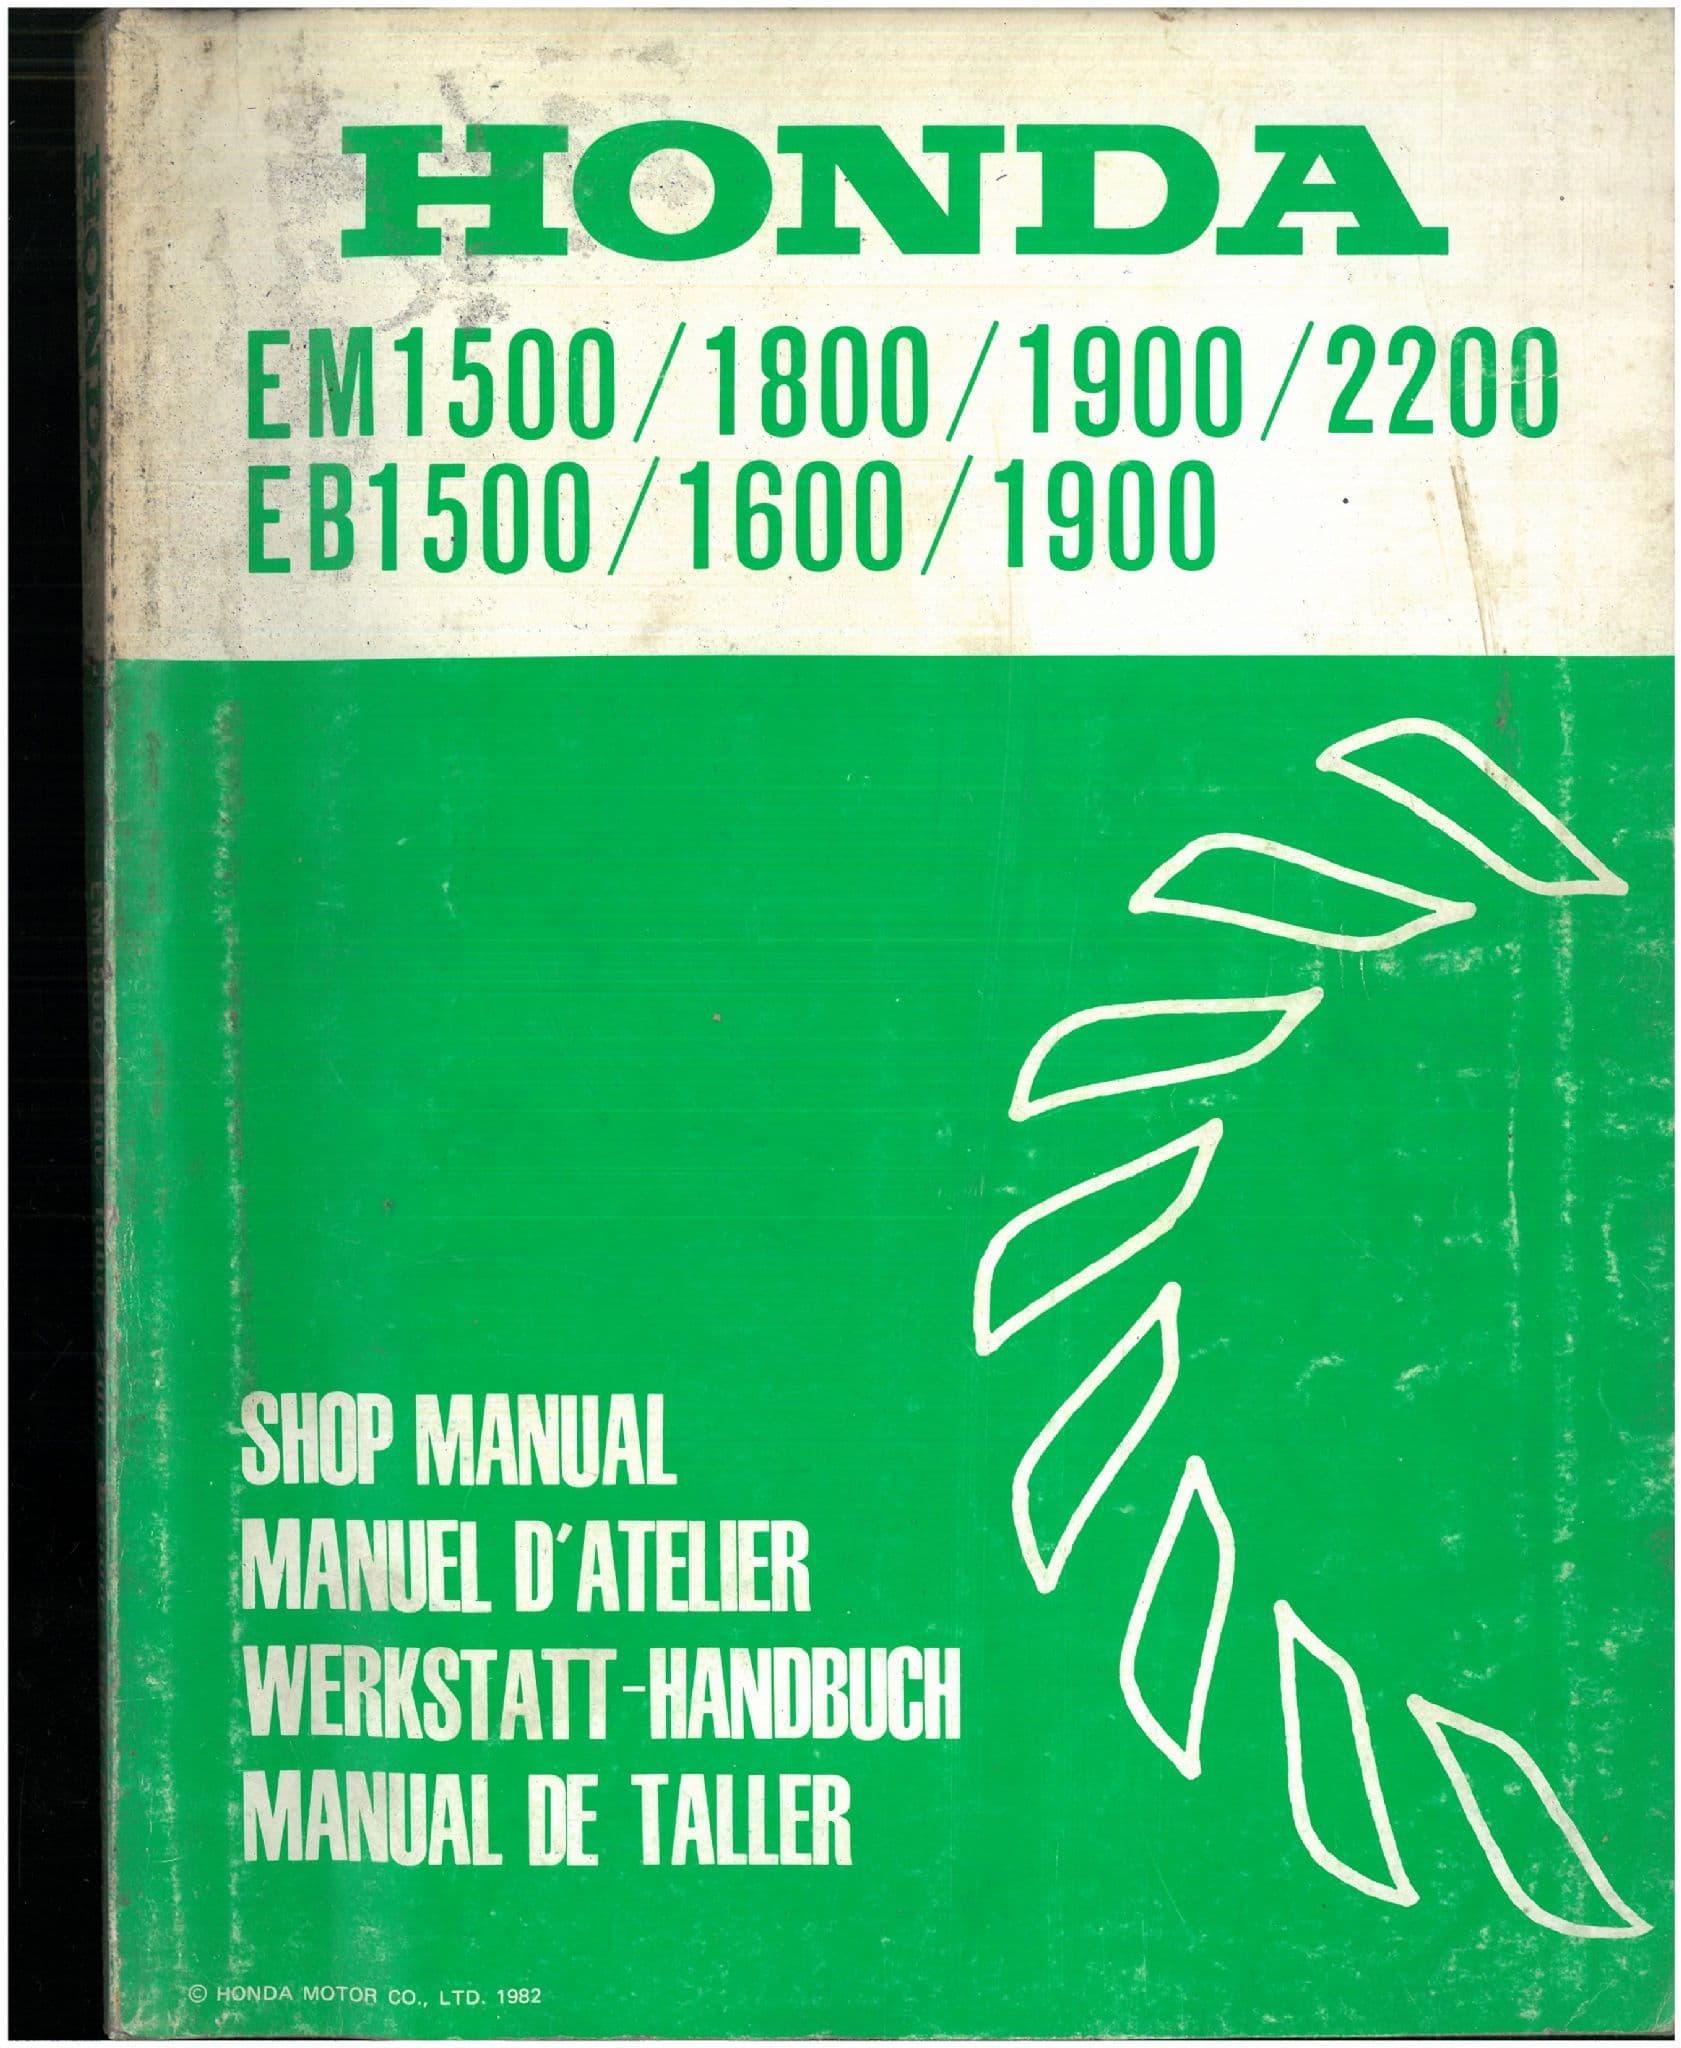 HONDA
EM1500/1800/1900/2200
EB1500/1600/1900
SHOP MANUAL
MANUEL D'ATELIER
WERKSTATT-HANDBUCH
MANUAL DE TALLER
© HONDA MOTOR CO., LTD. 1982
HONDA